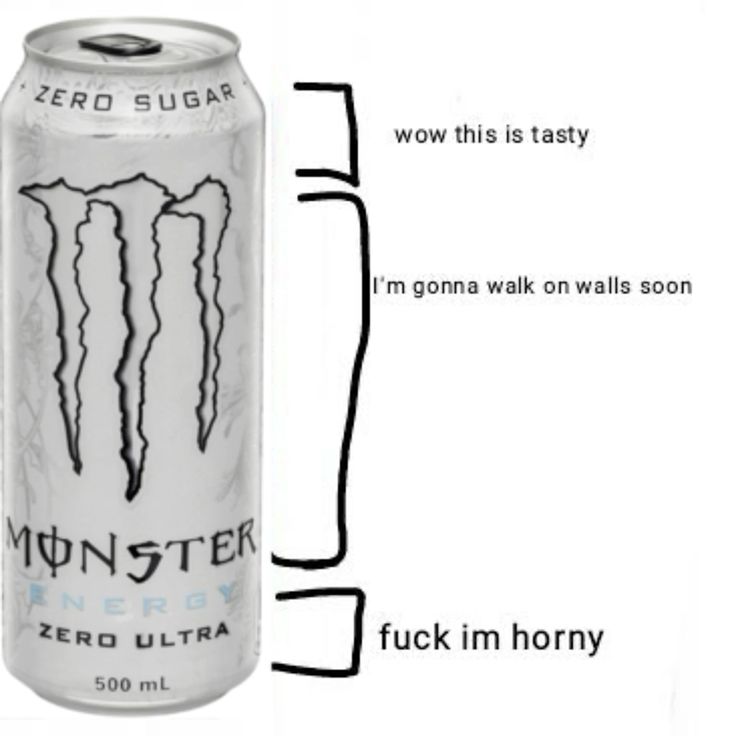 ZERO SUGAR
wow this is tasty
I'm gonna walk on walls soon
MONSTER
ENERGY
ZERO ULTRA
fuck im horny
500 mL